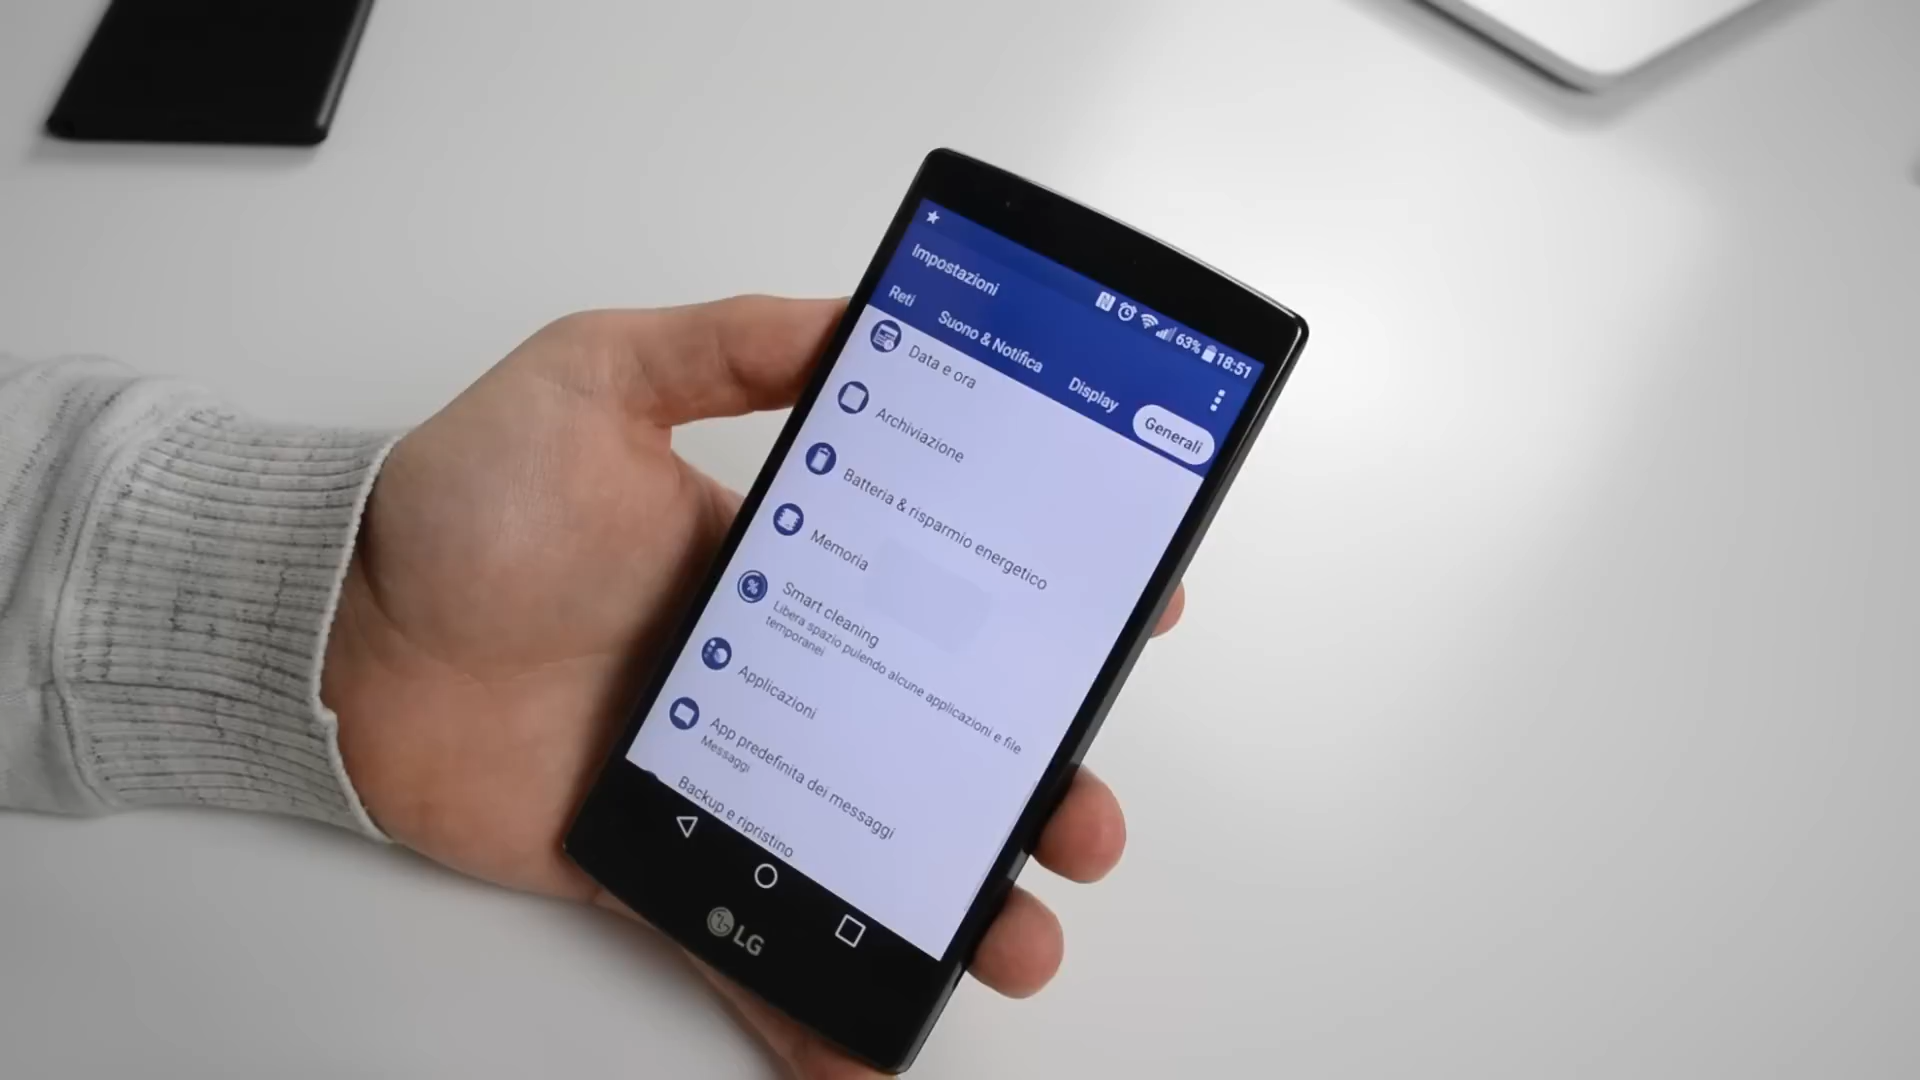 63% 18:51
Impostazioni
Reti Suono & Notifica Display Generali
Data e ora
Archiviazione
Batteria & risparmio energetico
Memoria
Smart cleaning
Libera spazio pulendo alcune applicazioni e file
temporanei
Applicazioni
App predefinita dei messaggi
Messaggi
Backup e ripristino
LG